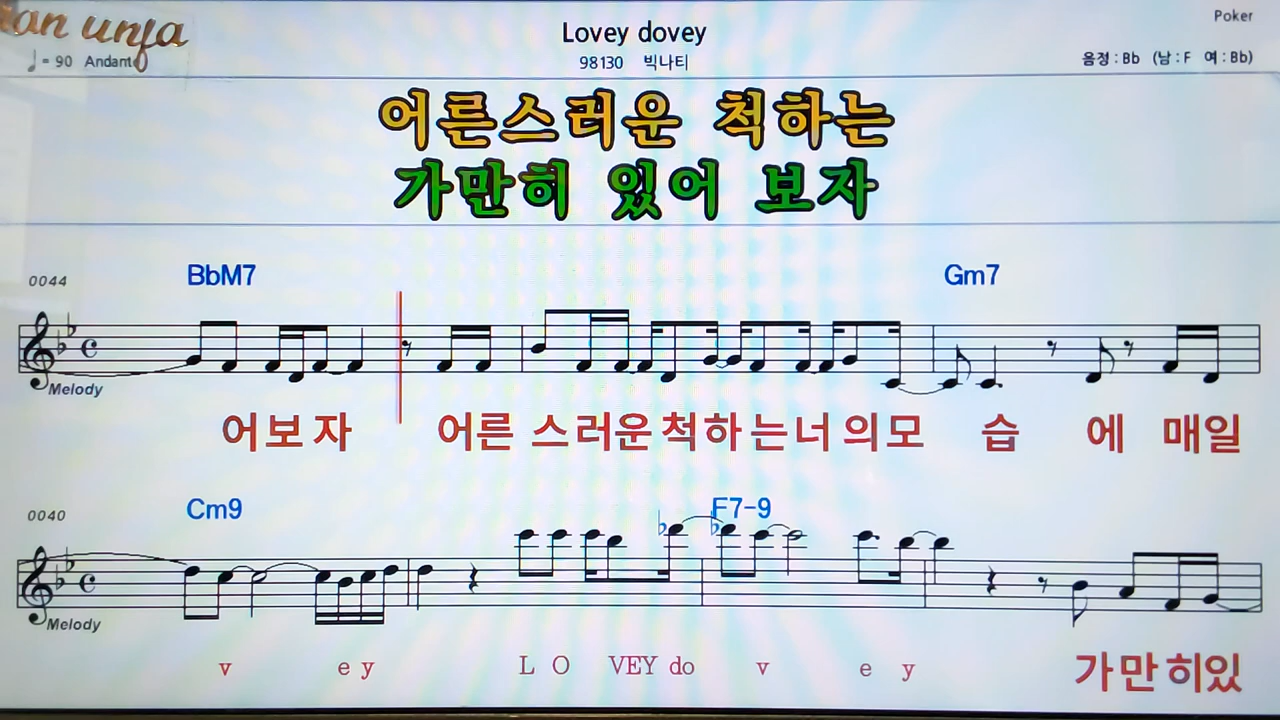 an unja
Lovey dovey
Poker
♩= 90 Andante
98130 빅나티
음정 : Bb (남 : F 여 : Bb)
어른스러운 척하는
가만히 있어 보자
0044
BbM7
Gm7
Melody
어보자 어른 스러운척하는너의모 습 에 매일
0040
Cm9
F7-9
Melody
v ey L O VEY do v e y 가만히있